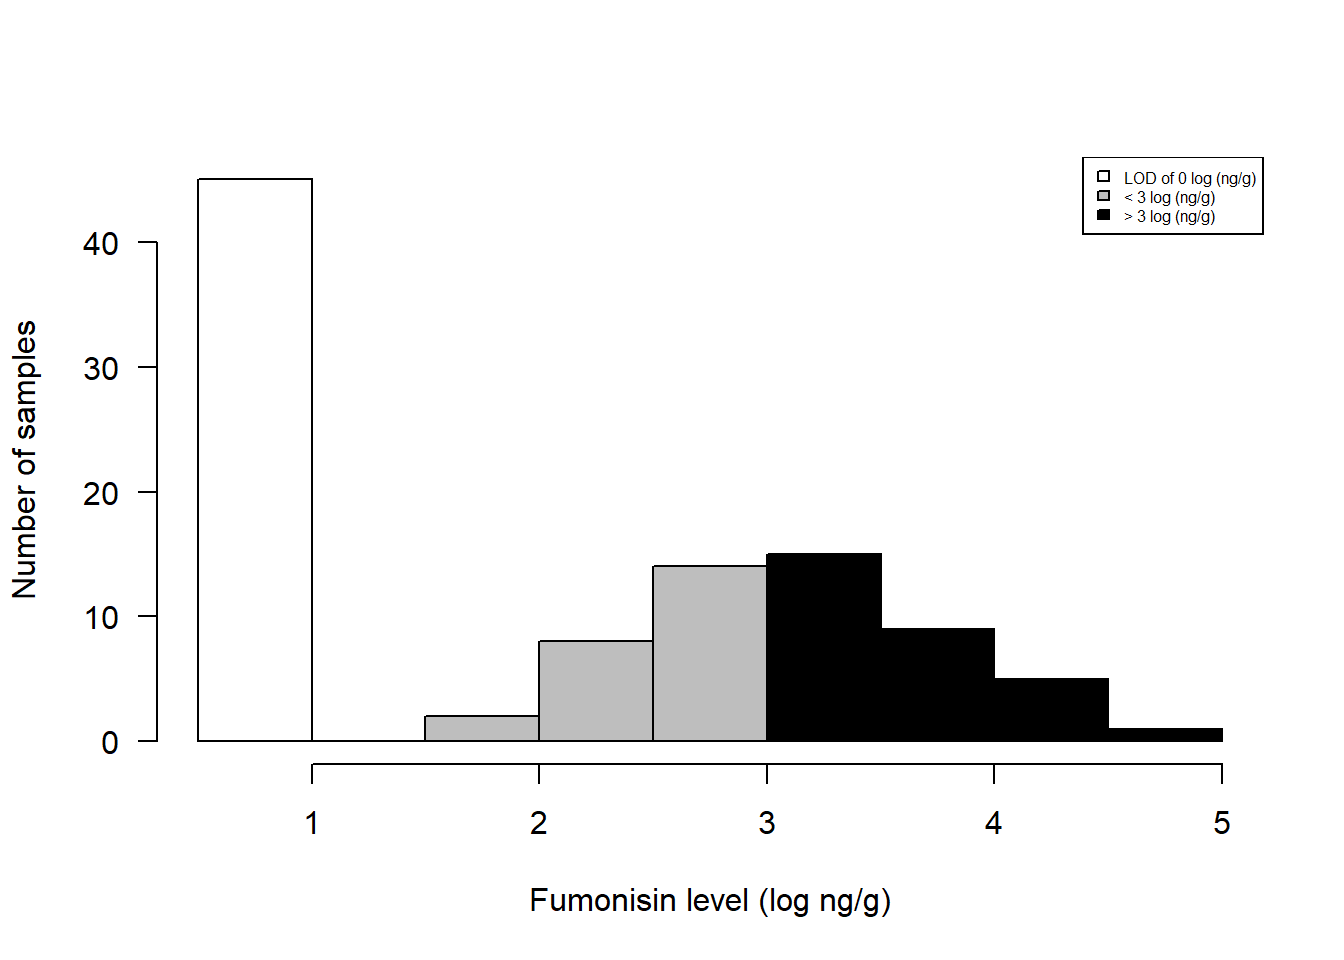 LOD of 0 log (ng/g)
< 3 log (ng/g)
> 3 log (ng/g)
Number of samples
40
30
20
10
0
1 2 3 4 5
Fumonisin level (log ng/g)